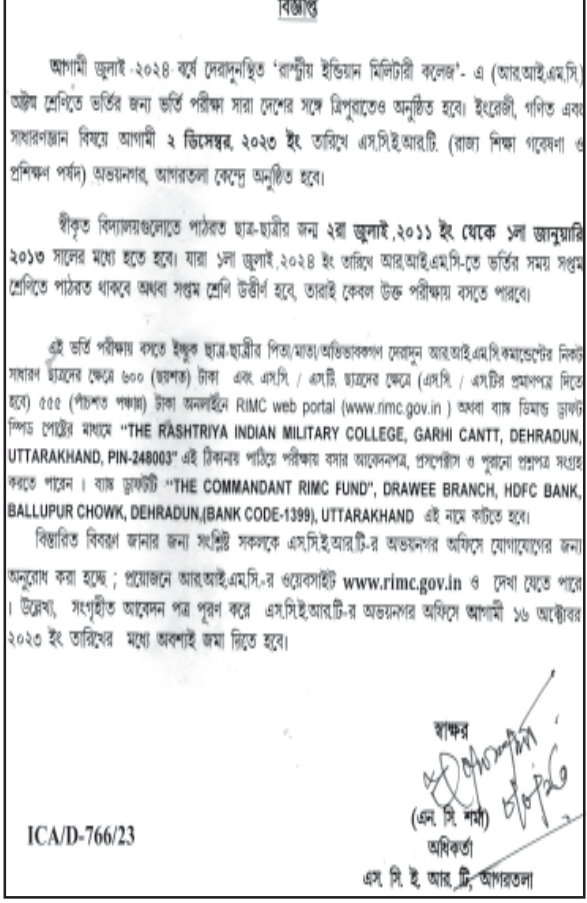 বিজ্ঞপ্তি
আগামী জুলাই -২০২৪ বর্ষে দেরাদুনস্থিত ‘রাষ্ট্রীয় ইন্ডিয়ান মিলিটারী কলেজ’- এ (আর.আই.এম.সি.)
অষ্টম শ্রেণিতে ভর্তির জন্য ভর্তি পরীক্ষা সারা দেশের সঙ্গে ত্রিপুরাতেও অনুষ্ঠিত হবে। ইংরেজী, গণিত এবং
সাধারণজ্ঞান বিষয়ে আগামী ২ ডিসেম্বর, ২০২৩ ইং তারিখে এস.সি.ই.আর.টি. (রাজ্য শিক্ষা গবেষণা ও
প্রশিক্ষণ পর্ষদ) অভয়নগর, আগরতলা কেন্দ্রে অনুষ্ঠিত হবে।
স্বীকৃত বিদ্যালয়গুলোতে পাঠরত ছাত্র-ছাত্রীর জন্ম ২রা জুলাই,২০১১ ইং থেকে ১লা জানুয়ারি
২০১৩ সালের মধ্যে হতে হবে। যারা ১লা জুলাই,২০২৪ ইং তারিখে আর.আই.এম.সি-তে ভর্তির সময় সপ্তম
শ্রেণিতে পাঠরত থাকবে অথবা সপ্তম শ্রেণি উত্তীর্ণ হবে, তারাই কেবল উক্ত পরীক্ষায় বসতে পারবে।
এই ভর্তি পরীক্ষায় বসতে ইচ্ছুক ছাত্র-ছাত্রীর পিতা/মাতা/অভিভাবকগণ দেরাদুন আর.আই.এম.সি.কমান্ডেন্টের নিকট
সাধারণ ছাত্রদের ক্ষেত্রে ৬০০ (ছয়শত) টাকা এবং এস.সি. / এস.টি. ছাত্রদের ক্ষেত্রে (এস.সি. / এস.টির প্রমাণপত্র দিতে
হবে) ৫৫৫ (পাঁচশত পঞ্চান্ন) টাকা অনলাইনে RIMC web portal (www.rimc.gov.in ) অথবা ব্যাঙ্ক ডিমান্ড ড্রাফট
স্পিড পোষ্টের মাধ্যমে “THE RASHTRIYA INDIAN MILITARY COLLEGE, GARHI CANTT, DEHRADUN,
UTTARAKHAND, PIN-248003” এই ঠিকানায় পাঠিয়ে পরীক্ষায় বসার আবেদনপত্র, প্রসপেক্টাস ও পুরানো প্রশ্নপত্র সংগ্রহ
করতে পারেন । ব্যাঙ্ক ড্রাফটটি “THE COMMANDANT RIMC FUND”, DRAWEE BRANCH, HDFC BANK,
BALLUPUR CHOWK, DEHRADUN,(BANK CODE-1399), UTTARAKHAND এই নামে কাটতে হবে।
বিস্তারিত বিবরণ জানার জন্য সংশ্লিষ্ট সকলকে এস.সি.ই.আর.টি-র অভয়নগর অফিসে যোগাযোগের জন্য
অনুরোধ করা হচ্ছে ; প্রয়োজনে আর.আই.এম.সি.-র ওয়েবসাইট www.rimc.gov.in ও দেখা যেতে পারে
। উল্লেখ্য, সংগৃহীত আবেদন পত্র পূরণ করে এস.সি.ই.আর.টি-র অভয়নগর অফিসে আগামী ১৬ অক্টোবর
২০২৩ ইং তারিখের মধ্যে অবশ্যই জমা দিতে হবে।
স্বাক্ষর
(এন. সি. শর্মা)
অধিকর্তা
ICA/D-766/23
এস. সি. ই. আর. টি, আগরতলা